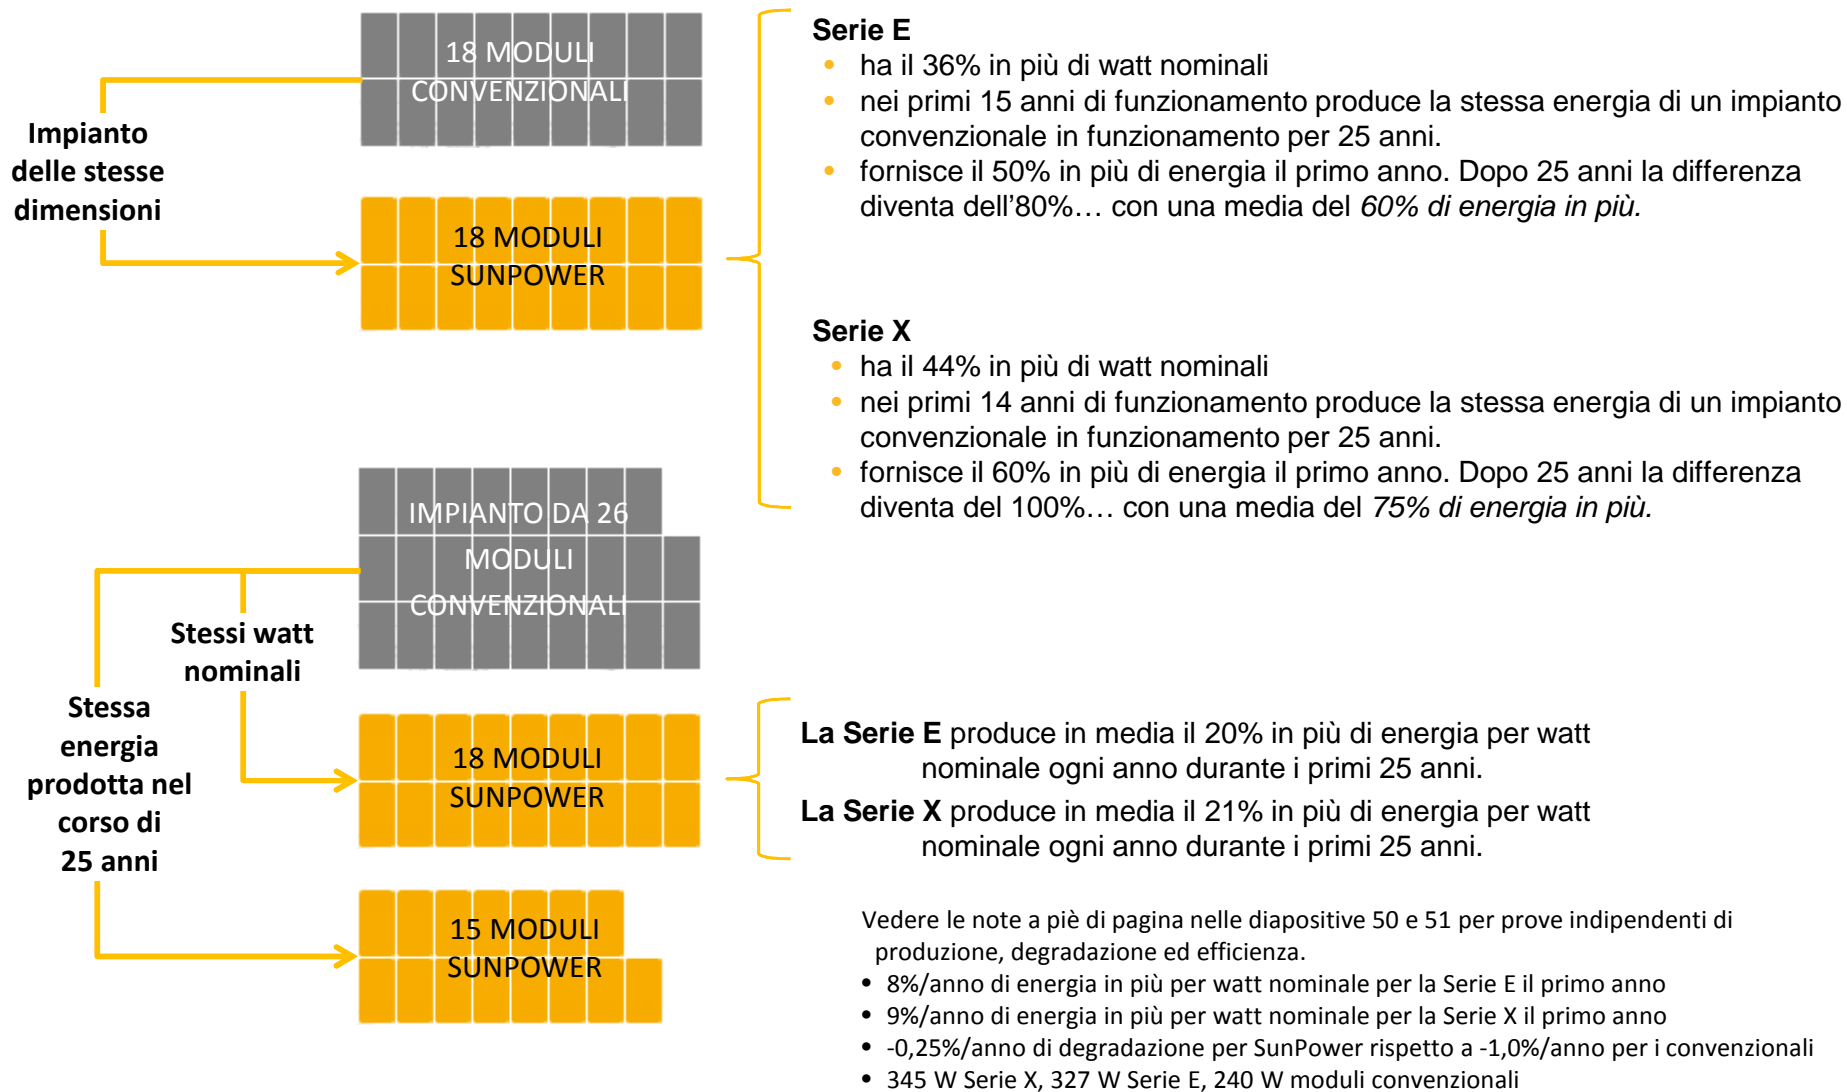 18 MODULI
CONVENZIONALI
Impianto
delle stesse
dimensioni
18 MODULI
SUNPOWER
Serie E
• ha il 36% in più di watt nominali
• nei primi 15 anni di funzionamento produce la stessa energia di un impianto
convenzionale in funzionamento per 25 anni.
• fornisce il 50% in più di energia il primo anno. Dopo 25 anni la differenza
diventa dell’80%… con una media del 60% di energia in più.
Serie X
• ha il 44% in più di watt nominali
• nei primi 14 anni di funzionamento produce la stessa energia di un impianto
convenzionale in funzionamento per 25 anni.
• fornisce il 60% in più di energia il primo anno. Dopo 25 anni la differenza
diventa del 100%… con una media del 75% di energia in più.
IMPIANTO DA 26
MODULI
CONVENZIONALI
Stessi watt
nominali
Stessa
energia
prodotta nel
corso di
25 anni
18 MODULI
SUNPOWER
15 MODULI
SUNPOWER
La Serie E produce in media il 20% in più di energia per watt
nominale ogni anno durante i primi 25 anni.
La Serie X produce in media il 21% in più di energia per watt
nominale ogni anno durante i primi 25 anni.
Vedere le note a piè di pagina nelle diapositive 50 e 51 per prove indipendenti di
produzione, degradazione ed efficienza.
• 8%/anno di energia in più per watt nominale per la Serie E il primo anno
• 9%/anno di energia in più per watt nominale per la Serie X il primo anno
• -0,25%/anno di degradazione per SunPower rispetto a -1,0%/anno per i convenzionali
• 345 W Serie X, 327 W Serie E, 240 W moduli convenzionali